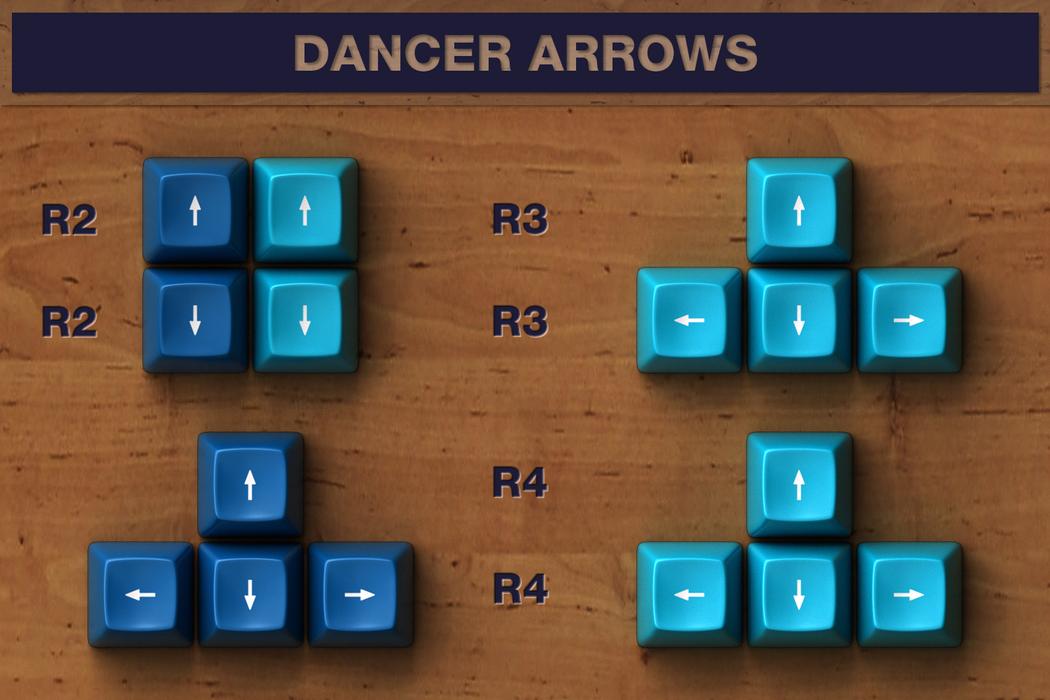 DANCER ARROWS
R2 ↑ ↑ R3 ↑
R2 ↓ ↓ R3 ← ↓ →
↑ R4 ↑
← ↓ → R4 ← ↓ →